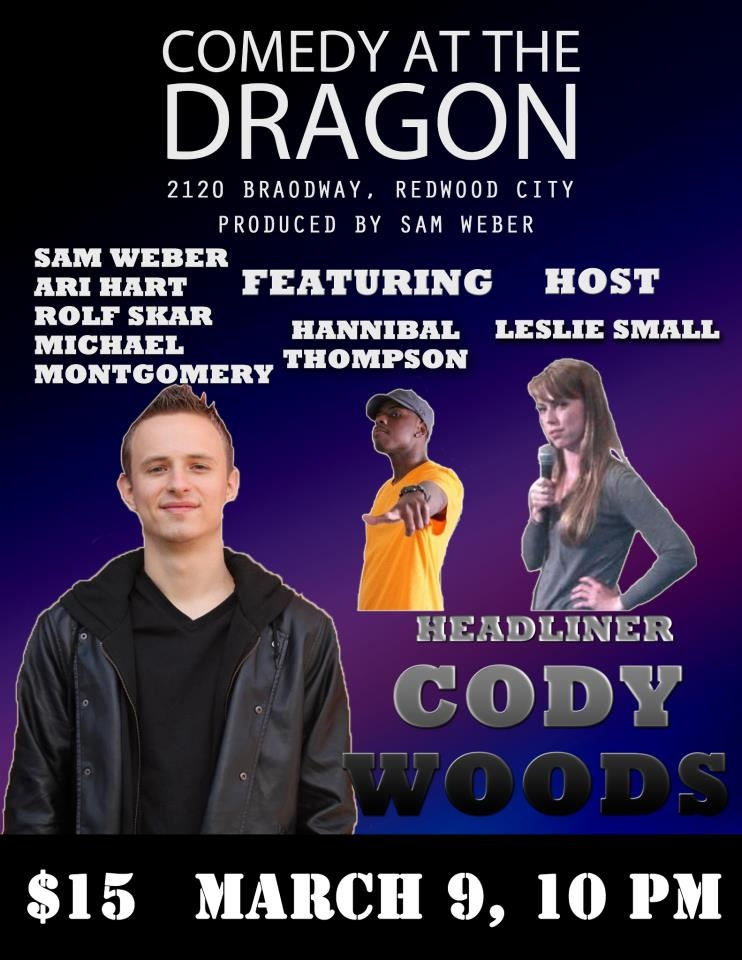 COMEDY AT THE
DRAGON
2120 BRAODWAY, REDWOOD CITY
PRODUCED BY SAM WEBER
SAM WEBER
ARI HART
ROLF SKAR
MICHAEL
MONTGOMERY
FEATURING
HANNIBAL
THOMPSON
HOST
LESLIE SMALL
HEADLINER
CODY
WOODS
$15 MARCH 9, 10 PM